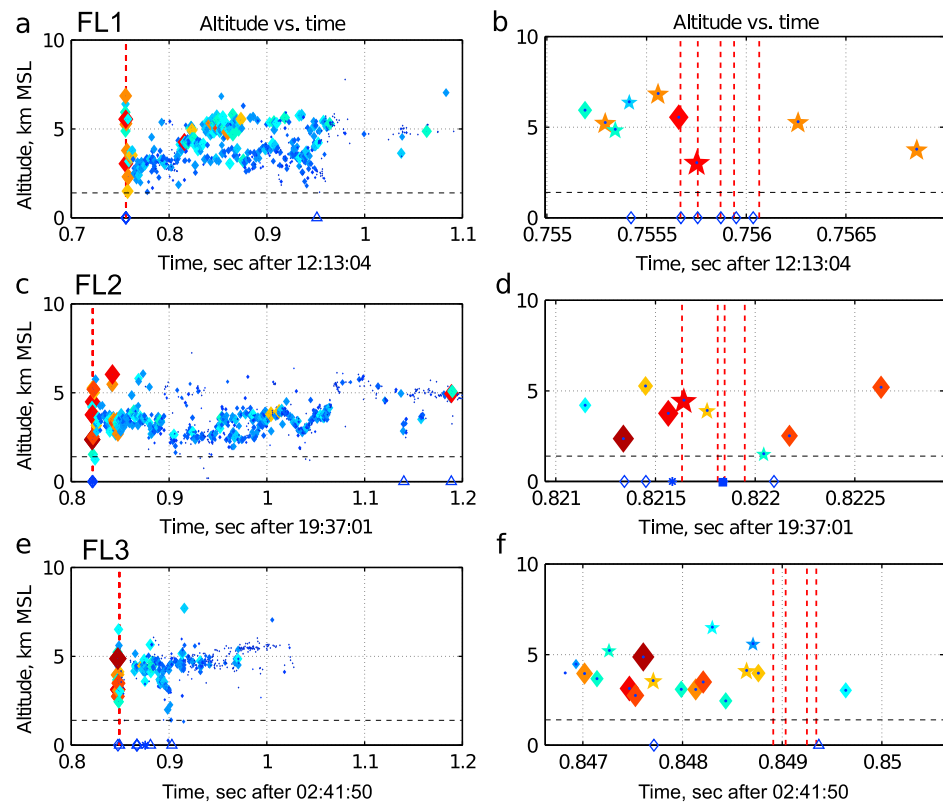 a FL1 Altitude vs. time
10
5
0
0.7 0.8 0.9 1 1.1
Altitude, km MSL
Time, sec after 12:13:04
b Altitude vs. time
10
5
0
0.755 0.7555 0.756 0.7565
Time, sec after 12:13:04
c FL2
10
5
0
0.8 0.9 1 1.1 1.2
Altitude, km MSL
Time, sec after 19:37:01
d
10
5
0
0.821 0.8215 0.822 0.8225
Time, sec after 19:37:01
e FL3
10
5
0
0.8 0.9 1 1.1 1.2
Altitude, km MSL
Time, sec after 02:41:50
f
10
5
0
0.847 0.848 0.849 0.85
Time, sec after 02:41:50